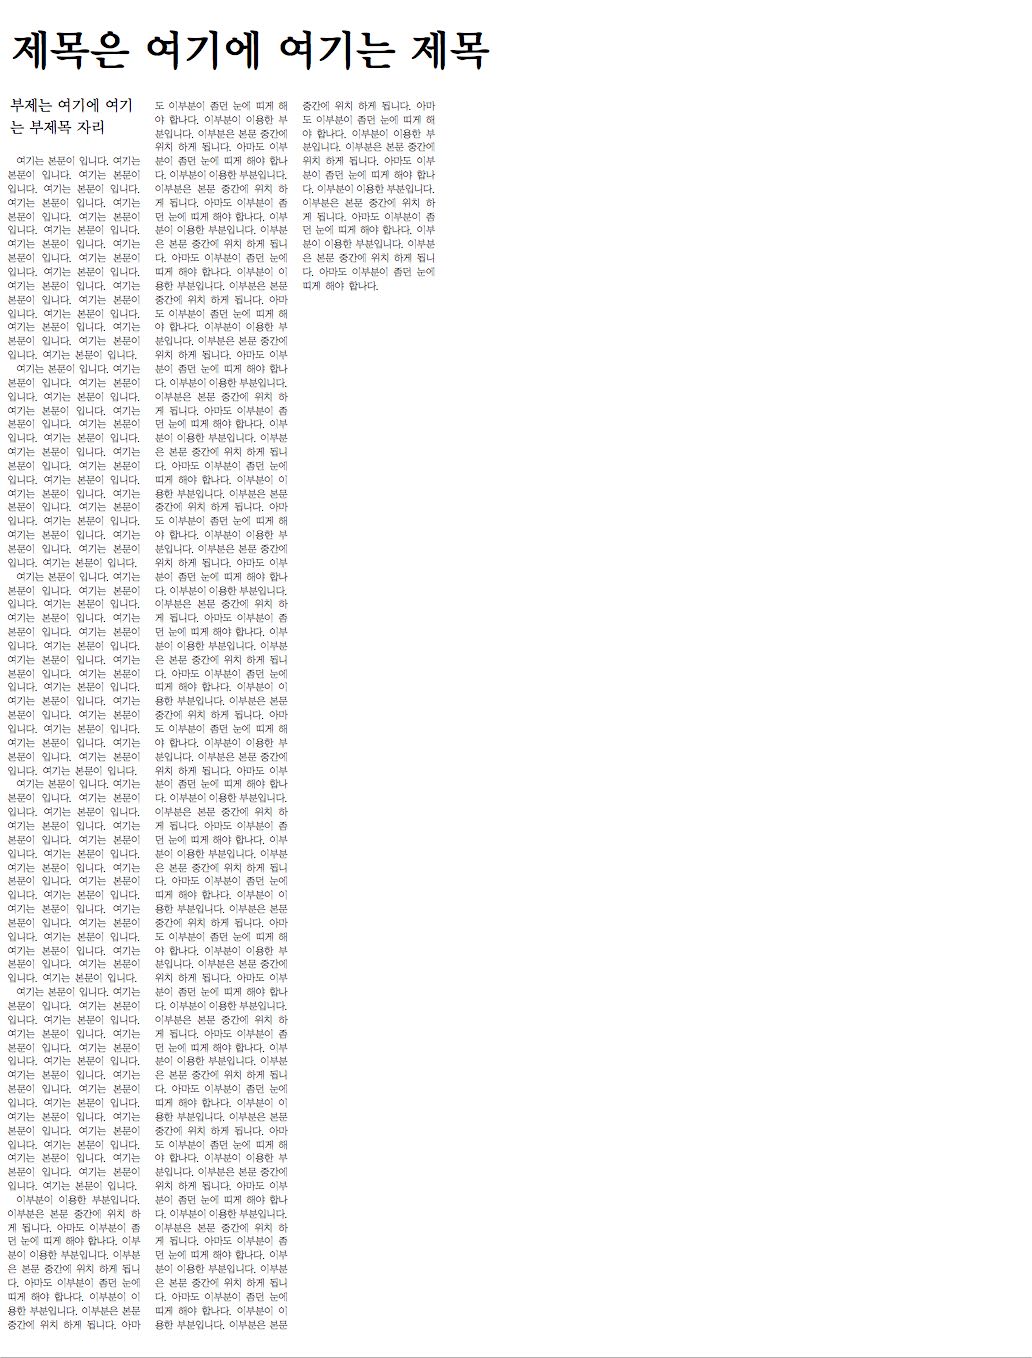 제목은 여기에 여기는 제목
부제는 여기에 여기
는 부제목 자리
여기는 본문이 입니다. 여기는
본문이 입니다. 여기는 본문이
입니다. 여기는 본문이 입니다.
여기는 본문이 입니다. 여기는
본문이 입니다. 여기는 본문이
입니다. 여기는 본문이 입니다.
여기는 본문이 입니다. 여기는
본문이 입니다. 여기는 본문이
입니다. 여기는 본문이 입니다.
여기는 본문이 입니다. 여기는
본문이 입니다. 여기는 본문이
입니다. 여기는 본문이 입니다.
여기는 본문이 입니다. 여기는
본문이 입니다. 여기는 본문이
입니다. 여기는 본문이 입니다.
여기는 본문이 입니다. 여기는
본문이 입니다. 여기는 본문이
입니다. 여기는 본문이 입니다.
여기는 본문이 입니다. 여기는
본문이 입니다. 여기는 본문이
입니다. 여기는 본문이 입니다.
여기는 본문이 입니다. 여기는
본문이 입니다. 여기는 본문이
입니다. 여기는 본문이 입니다.
여기는 본문이 입니다. 여기는
본문이 입니다. 여기는 본문이
입니다. 여기는 본문이 입니다.
여기는 본문이 입니다. 여기는
본문이 입니다. 여기는 본문이
입니다. 여기는 본문이 입니다.
여기는 본문이 입니다. 여기는
본문이 입니다. 여기는 본문이
입니다. 여기는 본문이 입니다.
여기는 본문이 입니다. 여기는
본문이 입니다. 여기는 본문이
입니다. 여기는 본문이 입니다.
여기는 본문이 입니다. 여기는
본문이 입니다. 여기는 본문이
입니다. 여기는 본문이 입니다.
여기는 본문이 입니다. 여기는
본문이 입니다. 여기는 본문이
입니다. 여기는 본문이 입니다.
여기는 본문이 입니다. 여기는
본문이 입니다. 여기는 본문이
입니다. 여기는 본문이 입니다.
여기는 본문이 입니다. 여기는
본문이 입니다. 여기는 본문이
입니다. 여기는 본문이 입니다.
여기는 본문이 입니다. 여기는
본문이 입니다. 여기는 본문이
입니다. 여기는 본문이 입니다.
여기는 본문이 입니다. 여기는
본문이 입니다. 여기는 본문이
입니다. 여기는 본문이 입니다.
여기는 본문이 입니다. 여기는
본문이 입니다. 여기는 본문이
입니다. 여기는 본문이 입니다.
여기는 본문이 입니다. 여기는
본문이 입니다. 여기는 본문이
입니다. 여기는 본문이 입니다.
여기는 본문이 입니다. 여기는
본문이 입니다. 여기는 본문이
입니다. 여기는 본문이 입니다.
여기는 본문이 입니다. 여기는
본문이 입니다. 여기는 본문이
입니다. 여기는 본문이 입니다.
여기는 본문이 입니다. 여기는
본문이 입니다. 여기는 본문이
입니다. 여기는 본문이 입니다.
여기는 본문이 입니다. 여기는
본문이 입니다. 여기는 본문이
입니다. 여기는 본문이 입니다.
여기는 본문이 입니다. 여기는
본문이 입니다. 여기는 본문이
입니다. 여기는 본문이 입니다.
이부분이 이용한 부분입니다.
이부분은 본문 중간에 위치 하
게 됩니다. 아마도 이부분이 좀
던 눈에 띠게 해야 합나다. 이부
분이 이용한 부분입니다. 이부분
은 본문 중간에 위치 하게 됩니
다. 아마도 이부분이 좀던 눈에
띠게 해야 합나다. 이부분이 이
용한 부분입니다. 이부분은 본문
중간에 위치 하게 됩니다. 아마
도 이부분이 좀던 눈에 띠게 해
야 합나다. 이부분이 이용한 부
분입니다. 이부분은 본문 중간에
위치 하게 됩니다. 아마도 이부
분이 좀던 눈에 띠게 해야 합나
다. 이부분이 이용한 부분입니다.
이부분은 본문 중간에 위치 하
게 됩니다. 아마도 이부분이 좀
던 눈에 띠게 해야 합나다. 이부
분이 이용한 부분입니다. 이부분
은 본문 중간에 위치 하게 됩니
다. 아마도 이부분이 좀던 눈에
띠게 해야 합나다. 이부분이 이
용한 부분입니다. 이부분은 본문
중간에 위치 하게 됩니다. 아마
도 이부분이 좀던 눈에 띠게 해
야 합나다. 이부분이 이용한 부
분입니다. 이부분은 본문 중간에
위치 하게 됩니다. 아마도 이부
분이 좀던 눈에 띠게 해야 합나
다. 이부분이 이용한 부분입니다.
이부분은 본문 중간에 위치 하
게 됩니다. 아마도 이부분이 좀
던 눈에 띠게 해야 합나다. 이부
분이 이용한 부분입니다. 이부분
은 본문 중간에 위치 하게 됩니
다. 아마도 이부분이 좀던 눈에
띠게 해야 합나다. 이부분이 이
용한 부분입니다. 이부분은 본문
중간에 위치 하게 됩니다. 아마
도 이부분이 좀던 눈에 띠게 해
야 합나다. 이부분이 이용한 부
분입니다. 이부분은 본문 중간에
위치 하게 됩니다. 아마도 이부
분이 좀던 눈에 띠게 해야 합나
다. 이부분이 이용한 부분입니다.
이부분은 본문 중간에 위치 하
게 됩니다. 아마도 이부분이 좀
던 눈에 띠게 해야 합나다. 이부
분이 이용한 부분입니다. 이부분
은 본문 중간에 위치 하게 됩니
다. 아마도 이부분이 좀던 눈에
띠게 해야 합나다. 이부분이 이
용한 부분입니다. 이부분은 본문
중간에 위치 하게 됩니다. 아마
도 이부분이 좀던 눈에 띠게 해
야 합나다. 이부분이 이용한 부
분입니다. 이부분은 본문 중간에
위치 하게 됩니다. 아마도 이부
분이 좀던 눈에 띠게 해야 합나
다. 이부분이 이용한 부분입니다.
이부분은 본문 중간에 위치 하
게 됩니다. 아마도 이부분이 좀
던 눈에 띠게 해야 합나다. 이부
분이 이용한 부분입니다. 이부분
은 본문 중간에 위치 하게 됩니
다. 아마도 이부분이 좀던 눈에
띠게 해야 합나다. 이부분이 이
용한 부분입니다. 이부분은 본문
중간에 위치 하게 됩니다. 아마
도 이부분이 좀던 눈에 띠게 해
야 합나다. 이부분이 이용한 부
분입니다. 이부분은 본문 중간에
위치 하게 됩니다. 아마도 이부
분이 좀던 눈에 띠게 해야 합나
다. 이부분이 이용한 부분입니다.
이부분은 본문 중간에 위치 하
게 됩니다. 아마도 이부분이 좀
던 눈에 띠게 해야 합나다. 이부
분이 이용한 부분입니다. 이부분
은 본문 중간에 위치 하게 됩니
다. 아마도 이부분이 좀던 눈에
띠게 해야 합나다. 이부분이 이
용한 부분입니다. 이부분은 본문
중간에 위치 하게 됩니다. 아마
도 이부분이 좀던 눈에 띠게 해
야 합나다. 이부분이 이용한 부
분입니다. 이부분은 본문 중간에
위치 하게 됩니다. 아마도 이부
분이 좀던 눈에 띠게 해야 합나
다. 이부분이 이용한 부분입니다.
이부분은 본문 중간에 위치 하
게 됩니다. 아마도 이부분이 좀
던 눈에 띠게 해야 합나다. 이부
분이 이용한 부분입니다. 이부분
은 본문 중간에 위치 하게 됩니
다. 아마도 이부분이 좀던 눈에
띠게 해야 합나다. 이부분이 이
용한 부분입니다. 이부분은 본문
중간에 위치 하게 됩니다. 아마
도 이부분이 좀던 눈에 띠게 해
야 합나다. 이부분이 이용한 부
분입니다. 이부분은 본문 중간에
위치 하게 됩니다. 아마도 이부
분이 좀던 눈에 띠게 해야 합나
다. 이부분이 이용한 부분입니다.
이부분은 본문 중간에 위치 하
게 됩니다. 아마도 이부분이 좀
던 눈에 띠게 해야 합나다. 이부
분이 이용한 부분입니다. 이부분
은 본문 중간에 위치 하게 됩니
다. 아마도 이부분이 좀던 눈에
띠게 해야 합나다.